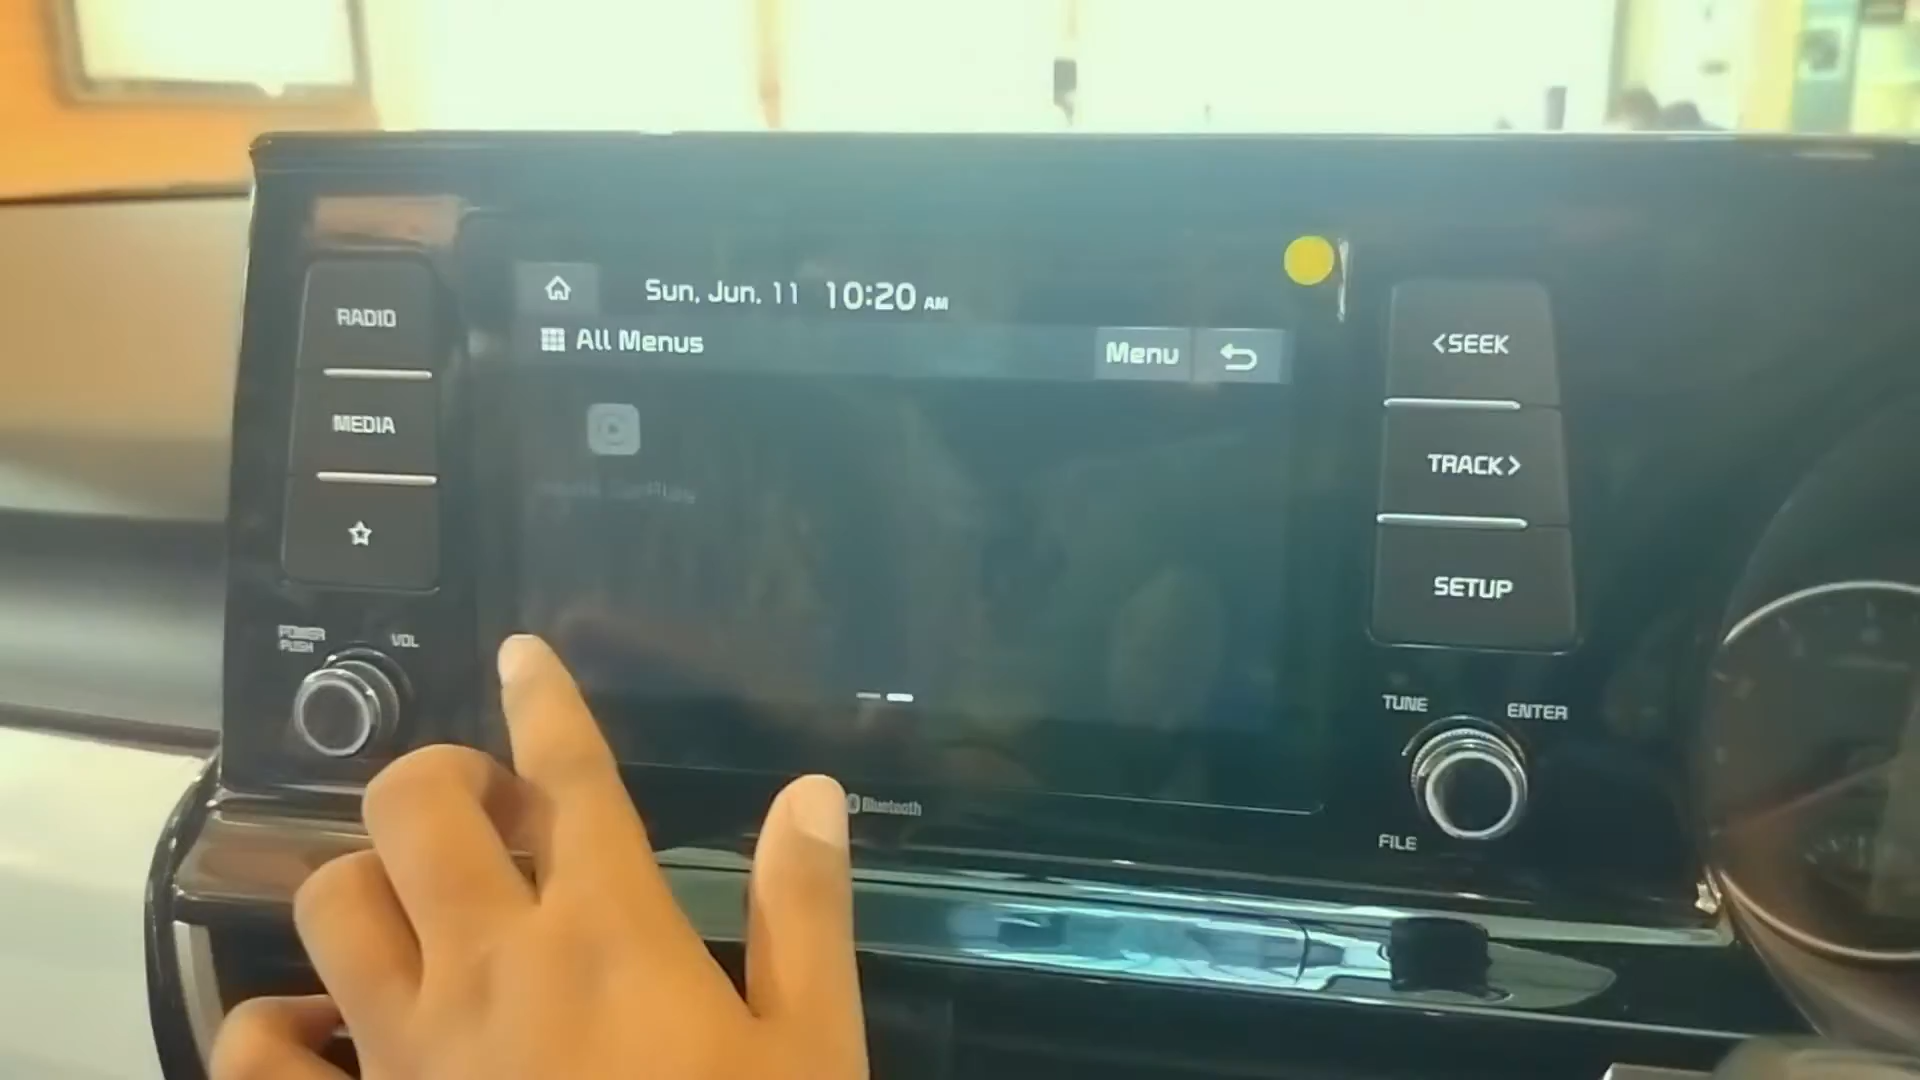 RADIO
MEDIA
POWER
PUSH
VOL
Sun, Jun. 11 10:20 AM
All Menus
Menu
CarPlay
Bluetooth
<SEEK
TRACK>
SETUP
TUNE
ENTER
FILE